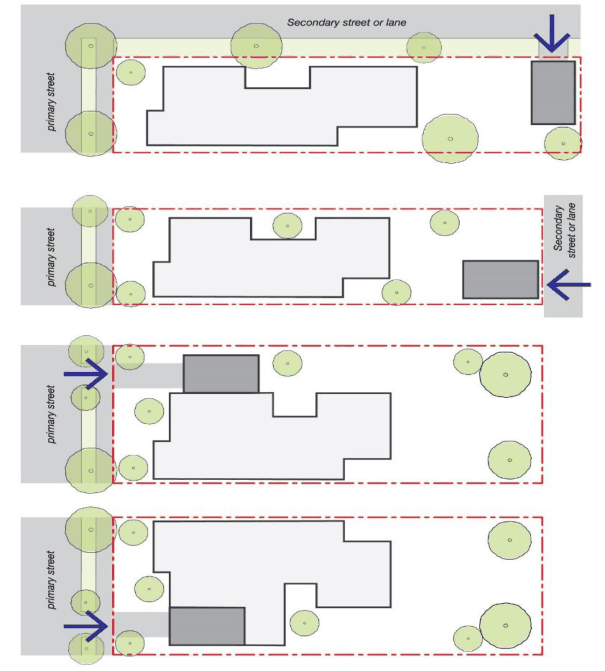 Secondary street or lane
primary street
primary street
Secondary
street or lane
primary street
primary street